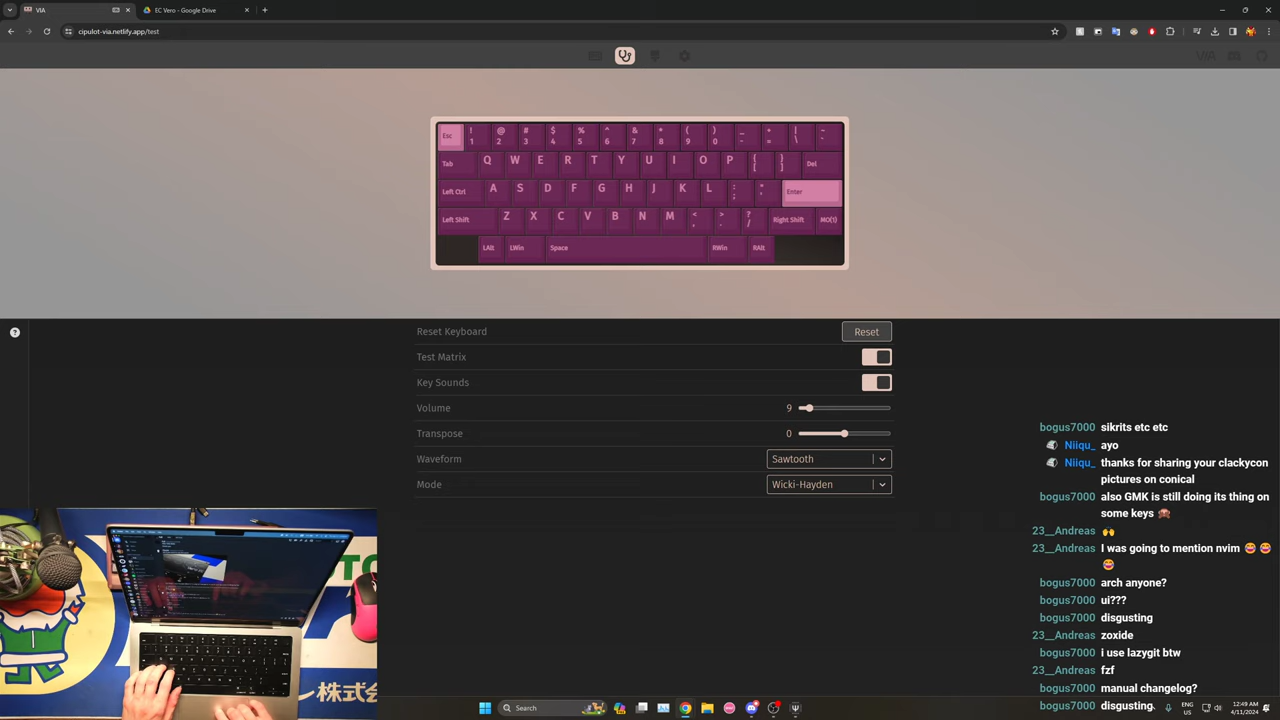 VIA
EC Vero - Google Drive
cipulot-via.netlify.app/test
VIA
Esc ! 1 @ 2 # 3 $ 4 % 5 ^ 6 & 7 * 8 ( 9 ) 0 _ - + = | \ ~ `
Tab Q W E R T Y U I O P { [ } ] Del
Left Ctrl A S D F G H J K L : ; " ' Enter
Left Shift Z X C V B N M < , > . ? / Right Shift MO(1)
LAlt LWin Space RWin RAlt
Reset Keyboard Reset
Test Matrix
Key Sounds
Volume 9
Transpose 0
Waveform Sawtooth
Mode Wicki-Hayden
bogus7000 sikrits etc etc
Niiqu_ ayo
Niiqu_ thanks for sharing your clackycon
pictures on conical
bogus7000 also GMK is still doing its thing on
some keys 🦀
23__Andreas 🙌
23__Andreas I was going to mention nvim 🥰 🥰
🥰
bogus7000 arch anyone?
bogus7000 ui???
bogus7000 disgusting
23__Andreas zoxide
bogus7000 i use lazygit btw
23__Andreas fzf
bogus7000 manual changelog?
bogus7000 disgusting
株式会
Search
ENG
US
12:49 AM
4/11/2024